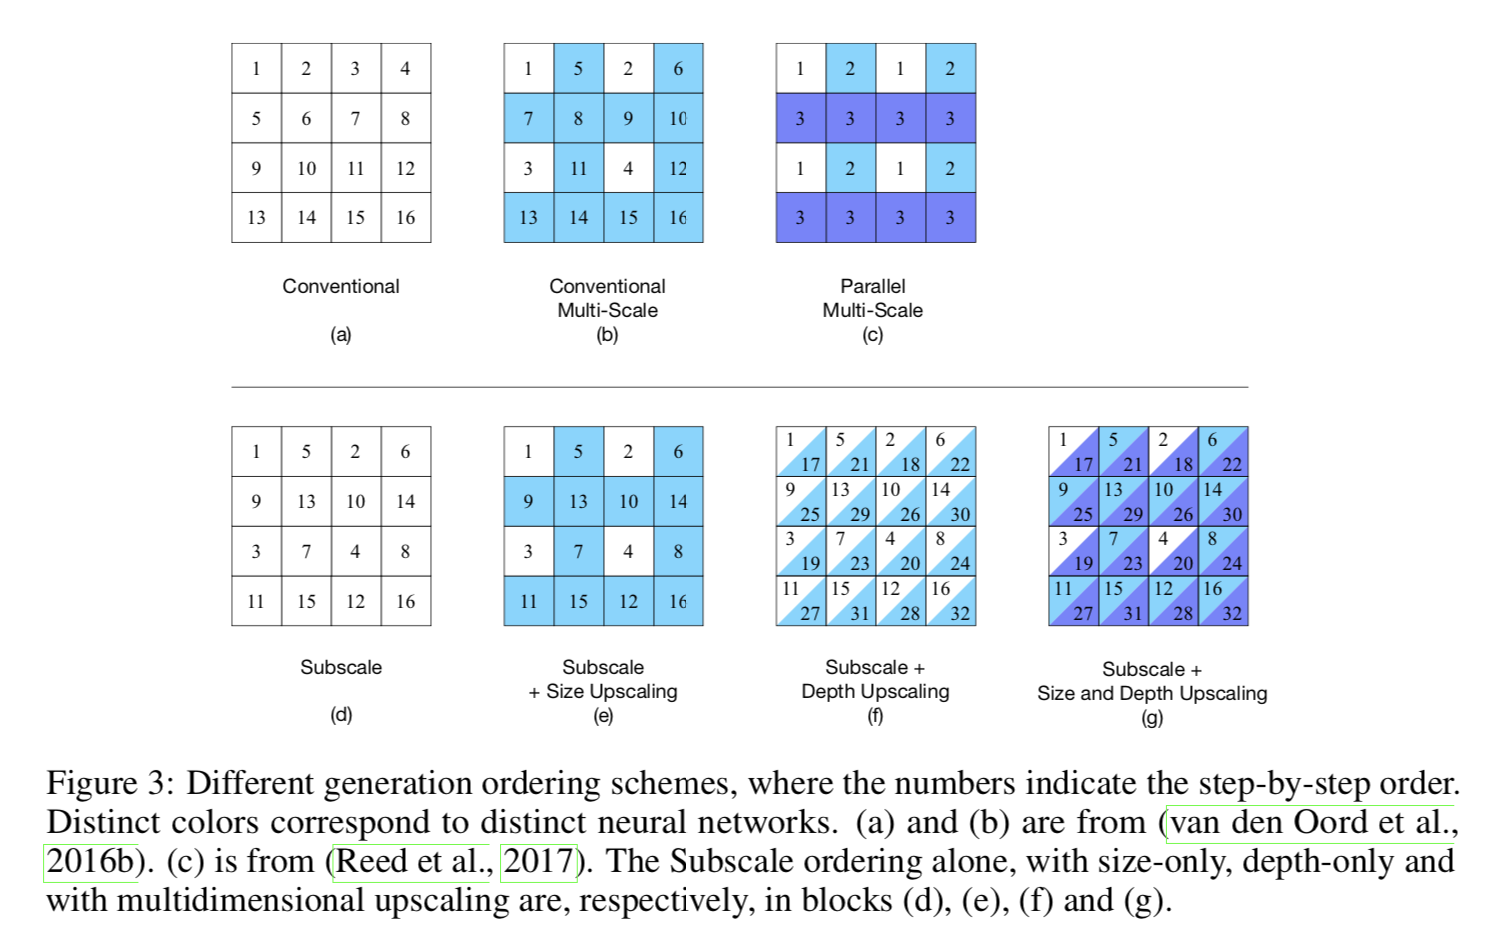 1 2 3 4
5 6 7 8
9 10 11 12
13 14 15 16
Conventional
(a)
1 5 2 6
7 8 9 10
3 11 4 12
13 14 15 16
Conventional
Multi-Scale
(b)
1 2 1 2
3 3 3 3
1 2 1 2
3 3 3 3
Parallel
Multi-Scale
(c)
1 5 2 6
9 13 10 14
3 7 4 8
11 15 12 16
Subscale
(d)
1 5 2 6
9 13 10 14
3 7 4 8
11 15 12 16
Subscale
+ Size Upscaling
(e)
1 5 2 6
17 21 18 22
9 13 10 14
25 29 26 30
3 7 4 8
19 23 20 24
11 15 12 16
27 31 28 32
Subscale +
Depth Upscaling
(f)
1 5 2 6
17 21 18 22
9 13 10 14
25 29 26 30
3 7 4 8
19 23 20 24
11 15 12 16
27 31 28 32
Subscale +
Size and Depth Upscaling
(g)
Figure 3: Different generation ordering schemes, where the numbers indicate the step-by-step order.
Distinct colors correspond to distinct neural networks. (a) and (b) are from (van den Oord et al.,
2016b). (c) is from (Reed et al., 2017). The Subscale ordering alone, with size-only, depth-only and
with multidimensional upscaling are, respectively, in blocks (d), (e), (f) and (g).